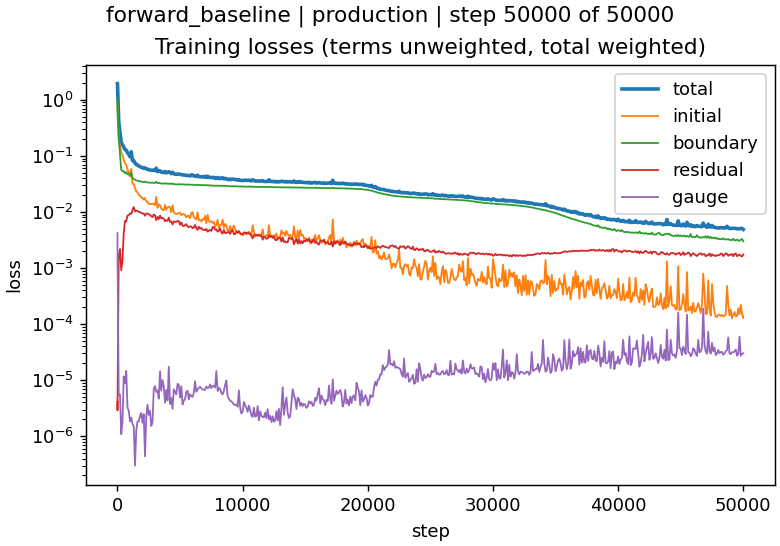 forward_baseline | production | step 50000 of 50000
Training losses (terms unweighted, total weighted)
total
initial
boundary
residual
gauge
10⁰
10⁻¹
10⁻²
10⁻³
10⁻⁴
10⁻⁵
10⁻⁶
loss
0 10000 20000 30000 40000 50000
step